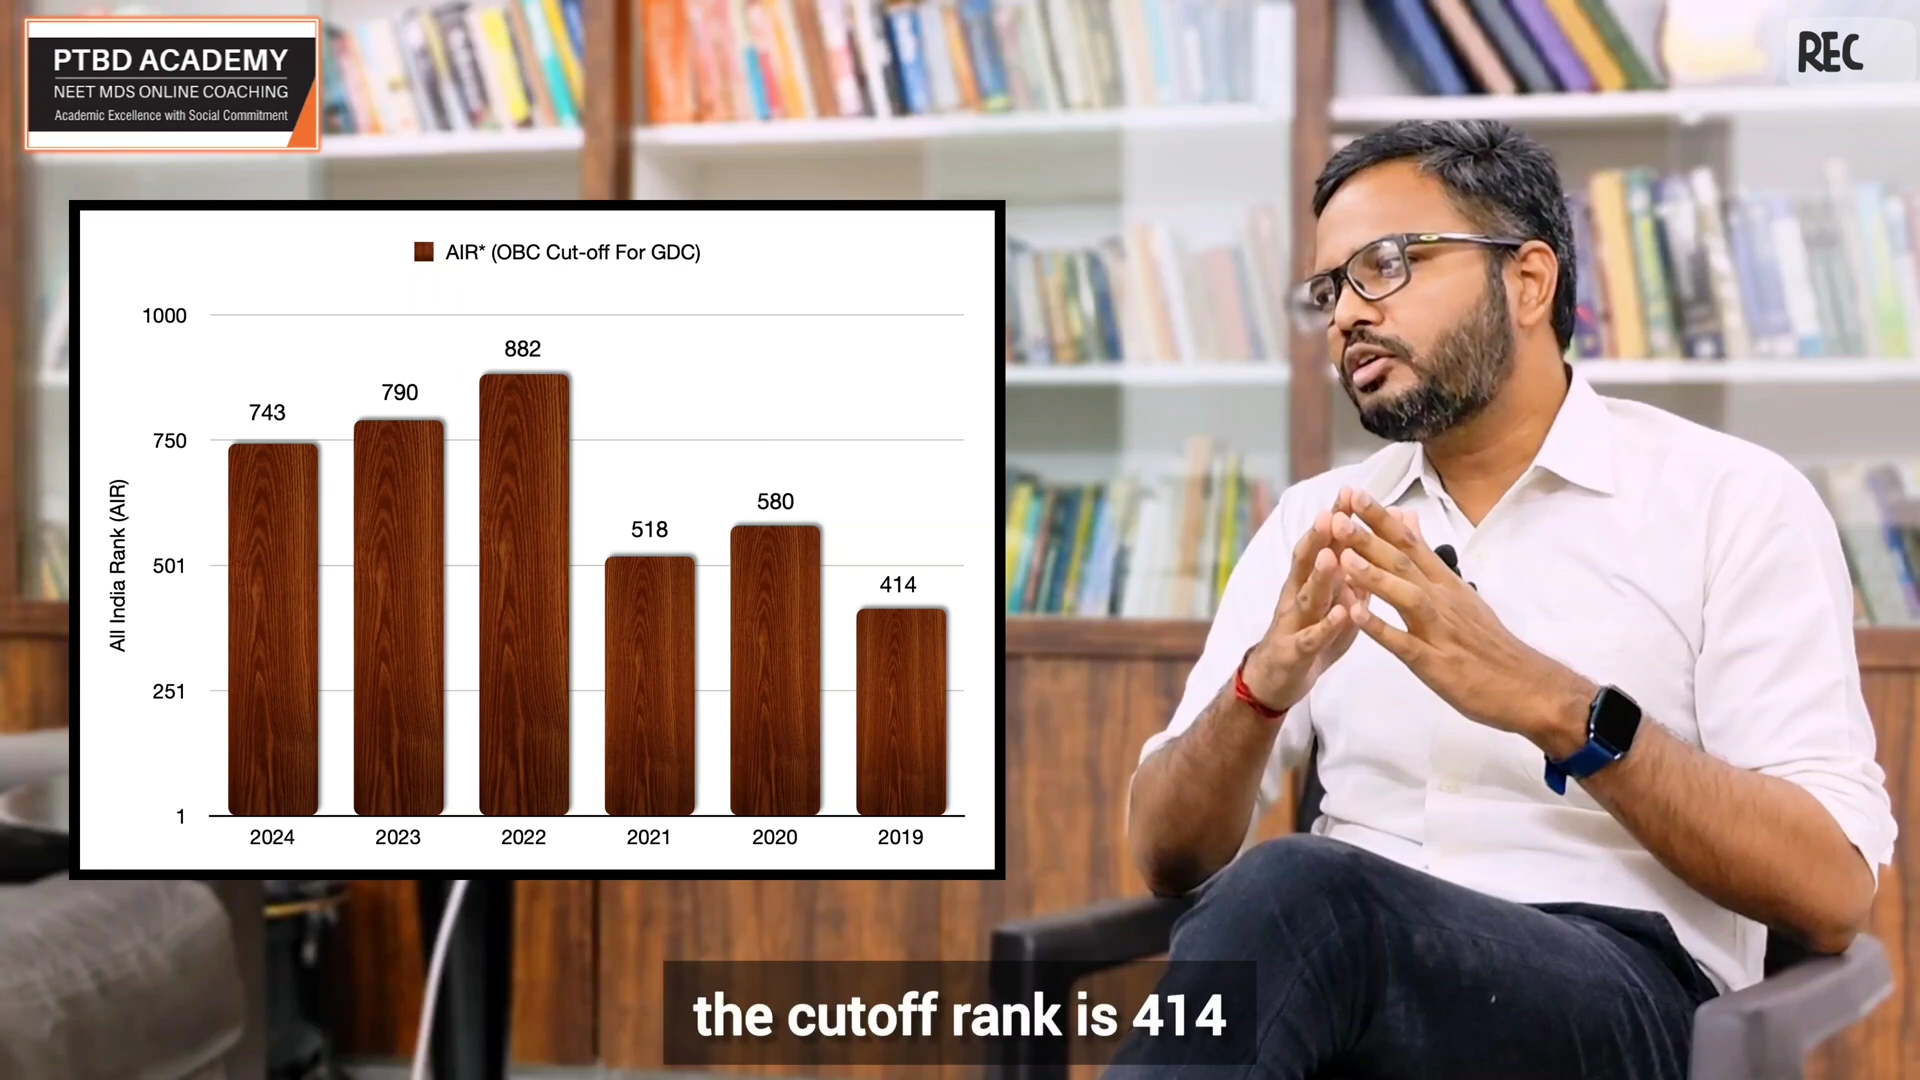 PTBD ACADEMY
NEET MDS ONLINE COACHING
Academic Excellence with Social Commitment
REC
AIR* (OBC Cut-off For GDC)
1000
750
501
251
1
All India Rank (AIR)
743
790
882
518
580
414
2024
2023
2022
2021
2020
2019
the cutoff rank is 414